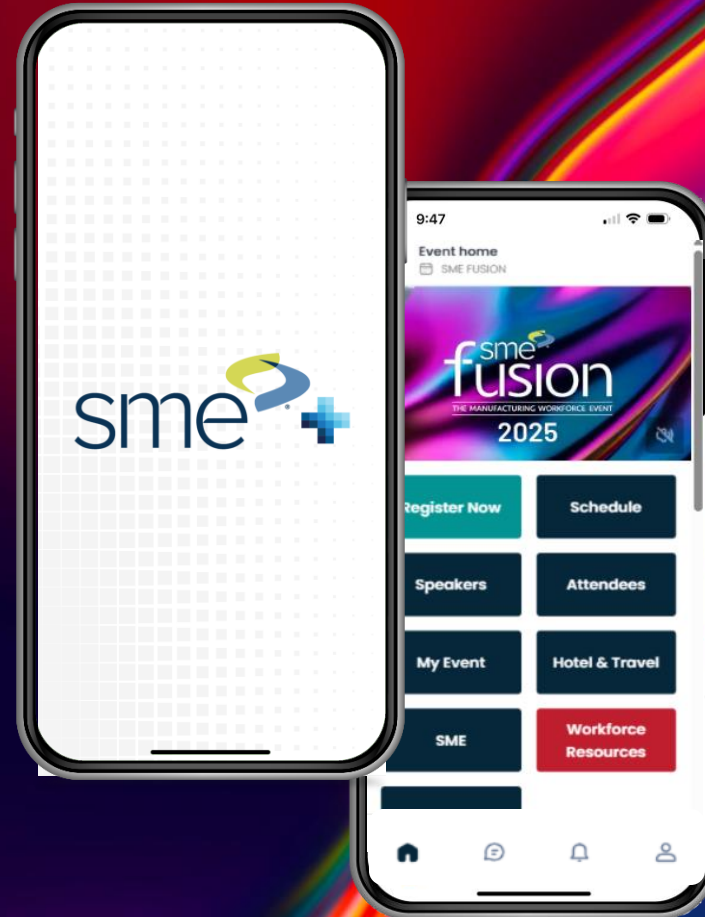 sme
9:47
Event home
SME FUSION
sme
fusion
THE MANUFACTURING WORKFORCE EVENT
2025
Register Now
Schedule
Speakers
Attendees
My Event
Hotel & Travel
SME
Workforce
Resources